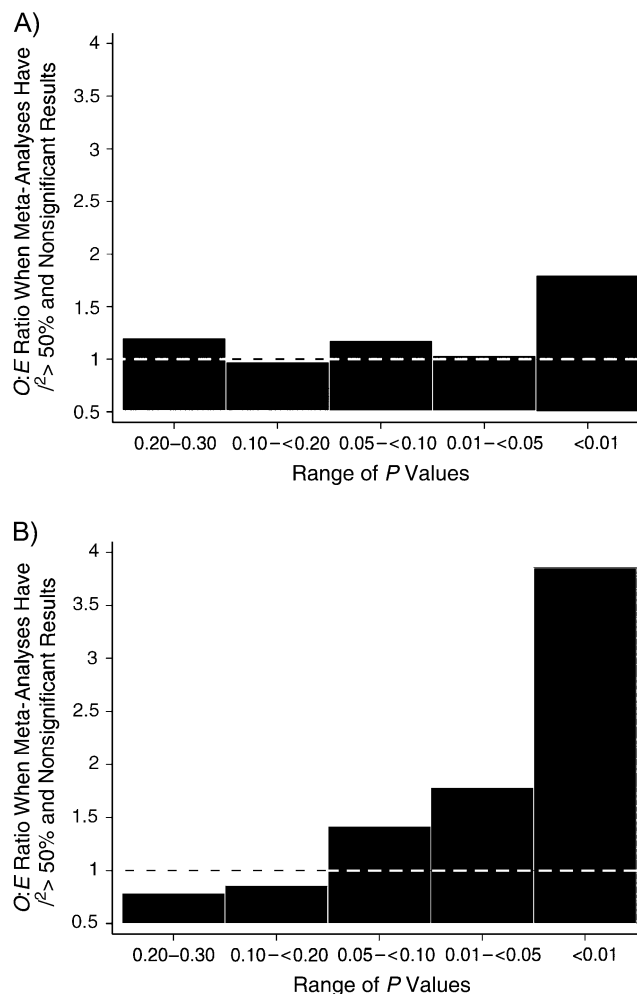 A)
O:E Ratio When Meta-Analyses Have
I²> 50% and Nonsignificant Results
4
3.5
3
2.5
2
1.5
1
0.5
0.20–0.30 0.10–<0.20 0.05–<0.10 0.01–<0.05 <0.01
Range of P Values
B)
O:E Ratio When Meta-Analyses Have
I²> 50% and Nonsignificant Results
4
3.5
3
2.5
2
1.5
1
0.5
0.20–0.30 0.10–<0.20 0.05–<0.10 0.01–<0.05 <0.01
Range of P Values